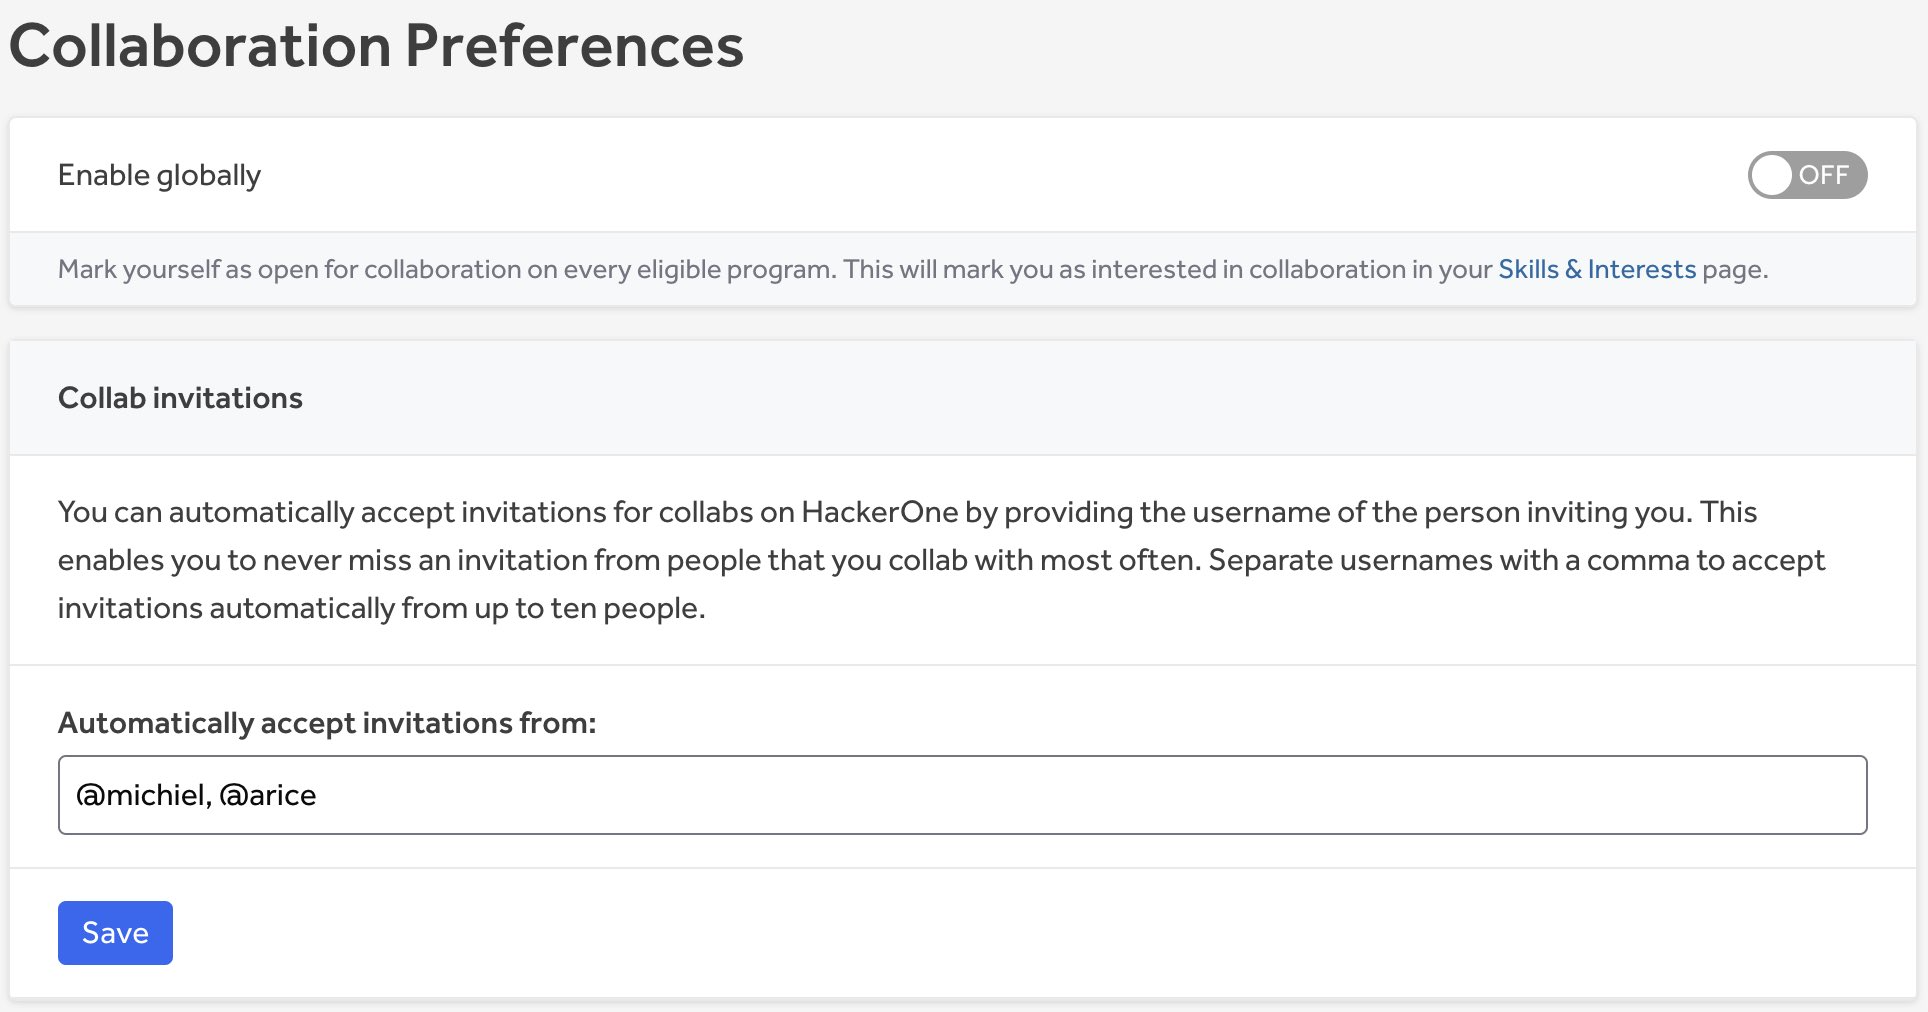 Collaboration Preferences
Enable globally
OFF
Mark yourself as open for collaboration on every eligible program. This will mark you as interested in collaboration in your Skills & Interests page.
Collab invitations
You can automatically accept invitations for collabs on HackerOne by providing the username of the person inviting you. This
enables you to never miss an invitation from people that you collab with most often. Separate usernames with a comma to accept
invitations automatically from up to ten people.
Automatically accept invitations from:
@michiel, @arice
Save